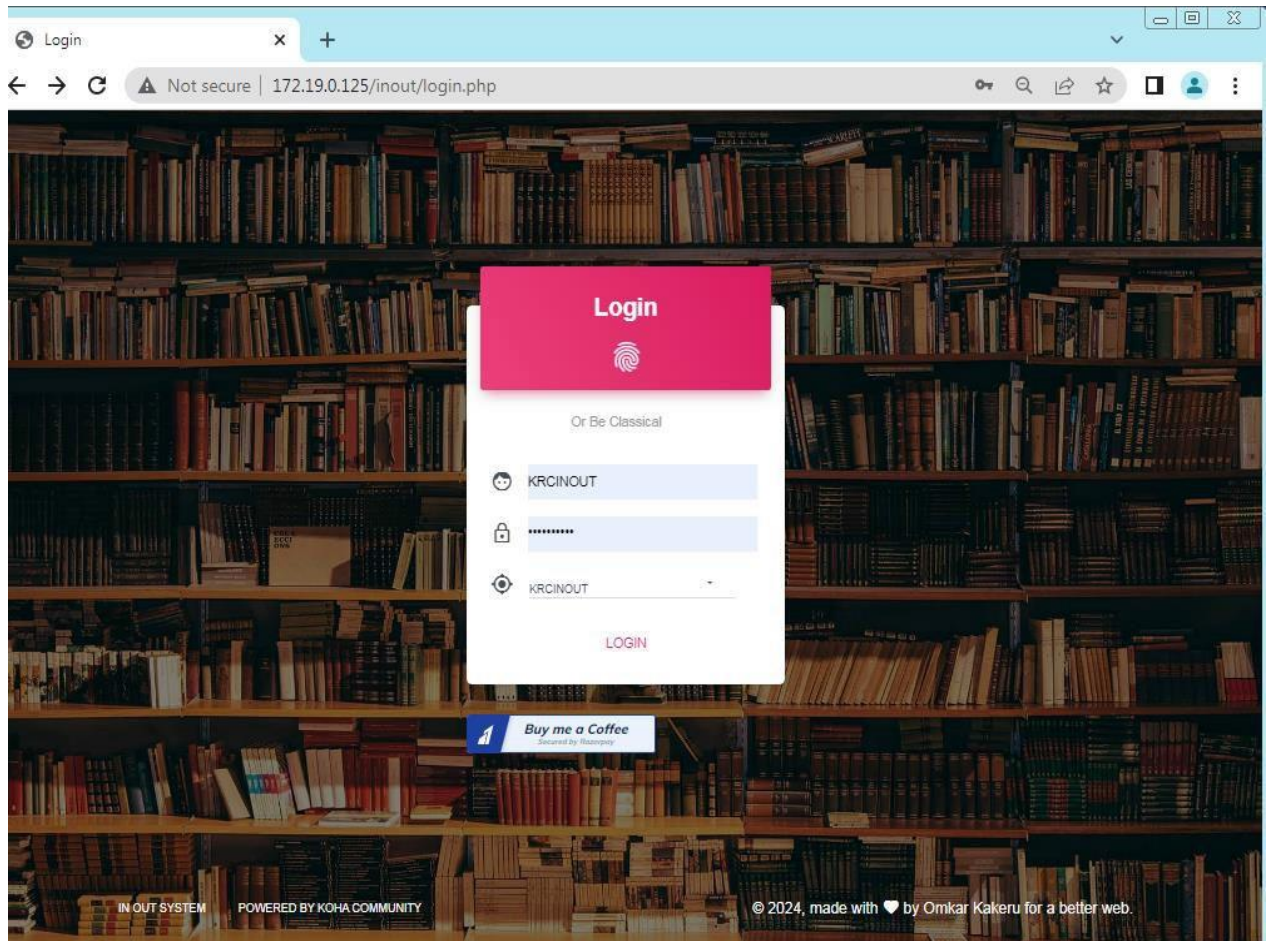 Login
Not secure | 172.19.0.125/inout/login.php
Login
Or Be Classical
KRCINOUT
••••••••••
KRCINOUT
LOGIN
Buy me a Coffee
Secured by Razorpay
IN OUT SYSTEM POWERED BY KOHA COMMUNITY © 2024, made with ♥ by Omkar Kakeru for a better web.